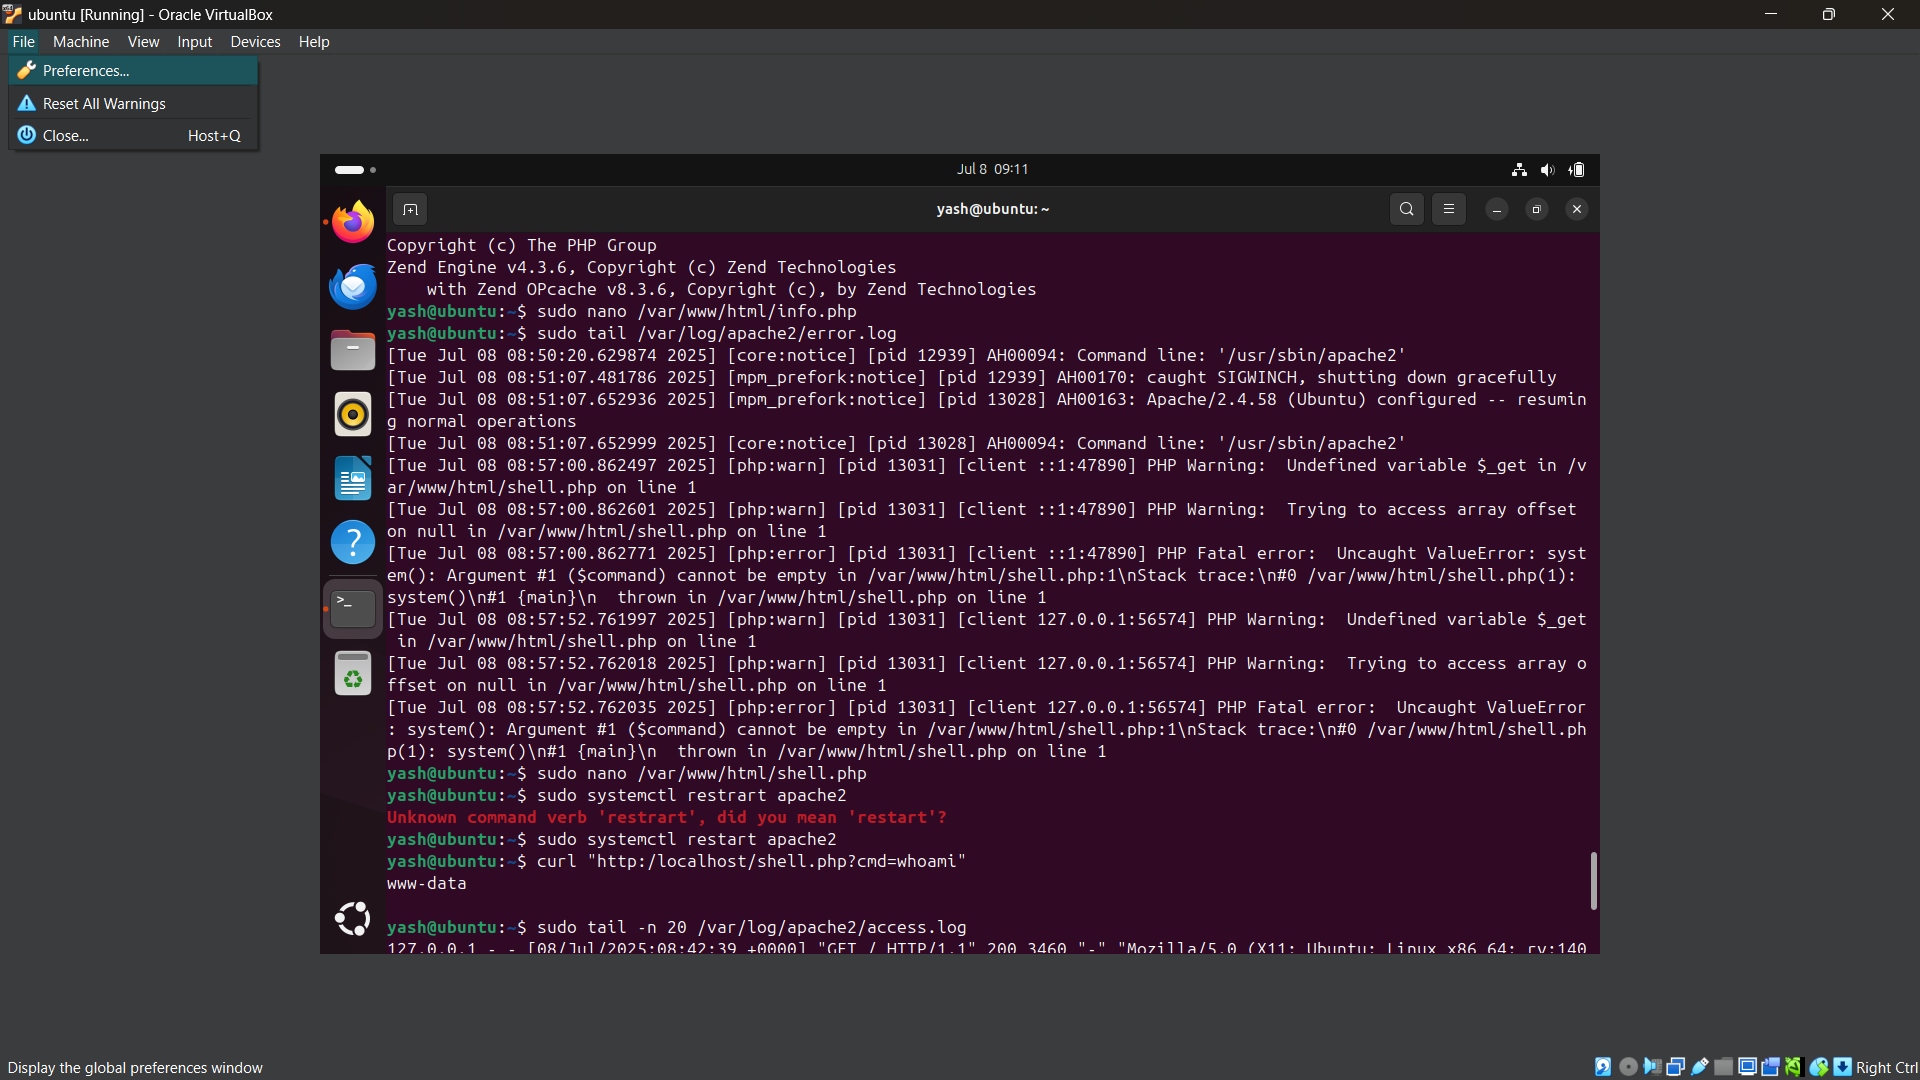 ubuntu [Running] - Oracle VirtualBox
File Machine View Input Devices Help
Preferences...
Reset All Warnings
Close... Host+Q
Jul 8 09:11
yash@ubuntu: ~
Copyright (c) The PHP Group
Zend Engine v4.3.6, Copyright (c) Zend Technologies
    with Zend OPcache v8.3.6, Copyright (c), by Zend Technologies
yash@ubuntu:~$ sudo nano /var/www/html/info.php
yash@ubuntu:~$ sudo tail /var/log/apache2/error.log
[Tue Jul 08 08:50:20.629874 2025] [core:notice] [pid 12939] AH00094: Command line: '/usr/sbin/apache2'
[Tue Jul 08 08:51:07.481786 2025] [mpm_prefork:notice] [pid 12939] AH00170: caught SIGWINCH, shutting down gracefully
[Tue Jul 08 08:51:07.652936 2025] [mpm_prefork:notice] [pid 13028] AH00163: Apache/2.4.58 (Ubuntu) configured -- resumin
g normal operations
[Tue Jul 08 08:51:07.652999 2025] [core:notice] [pid 13028] AH00094: Command line: '/usr/sbin/apache2'
[Tue Jul 08 08:57:00.862497 2025] [php:warn] [pid 13031] [client ::1:47890] PHP Warning:  Undefined variable $_get in /v
ar/www/html/shell.php on line 1
[Tue Jul 08 08:57:00.862601 2025] [php:warn] [pid 13031] [client ::1:47890] PHP Warning:  Trying to access array offset
on null in /var/www/html/shell.php on line 1
[Tue Jul 08 08:57:00.862771 2025] [php:error] [pid 13031] [client ::1:47890] PHP Fatal error:  Uncaught ValueError: syst
em(): Argument #1 ($command) cannot be empty in /var/www/html/shell.php:1\nStack trace:\n#0 /var/www/html/shell.php(1):
system()\n#1 {main}\n  thrown in /var/www/html/shell.php on line 1
[Tue Jul 08 08:57:52.761997 2025] [php:warn] [pid 13031] [client 127.0.0.1:56574] PHP Warning:  Undefined variable $_get
 in /var/www/html/shell.php on line 1
[Tue Jul 08 08:57:52.762018 2025] [php:warn] [pid 13031] [client 127.0.0.1:56574] PHP Warning:  Trying to access array o
ffset on null in /var/www/html/shell.php on line 1
[Tue Jul 08 08:57:52.762035 2025] [php:error] [pid 13031] [client 127.0.0.1:56574] PHP Fatal error:  Uncaught ValueError
: system(): Argument #1 ($command) cannot be empty in /var/www/html/shell.php:1\nStack trace:\n#0 /var/www/html/shell.ph
p(1): system()\n#1 {main}\n  thrown in /var/www/html/shell.php on line 1
yash@ubuntu:~$ sudo nano /var/www/html/shell.php
yash@ubuntu:~$ sudo systemctl restrart apache2
Unknown command verb 'restrart', did you mean 'restart'?
yash@ubuntu:~$ sudo systemctl restart apache2
yash@ubuntu:~$ curl "http:/localhost/shell.php?cmd=whoami"
www-data
yash@ubuntu:~$ sudo tail -n 20 /var/log/apache2/access.log
127.0.0.1 - - [08/Jul/2025:08:42:39 +0000] "GET / HTTP/1.1" 200 3460 "-" "Mozilla/5.0 (X11; Ubuntu; Linux x86_64; rv:140
Display the global preferences window
Right Ctrl